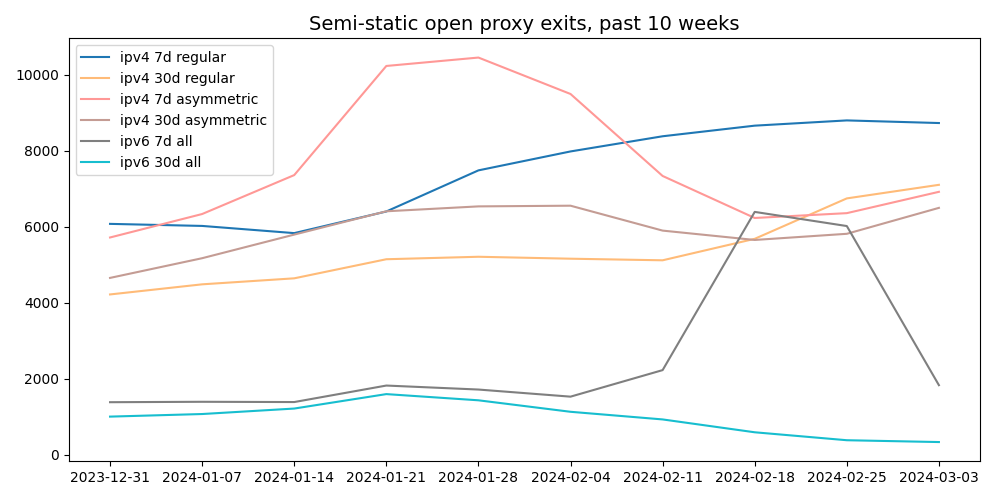 Semi-static open proxy exits, past 10 weeks
ipv4 7d regular
ipv4 30d regular
ipv4 7d asymmetric
ipv4 30d asymmetric
ipv6 7d all
ipv6 30d all
10000
8000
6000
4000
2000
0
2023-12-31 2024-01-07 2024-01-14 2024-01-21 2024-01-28 2024-02-04 2024-02-11 2024-02-18 2024-02-25 2024-03-03